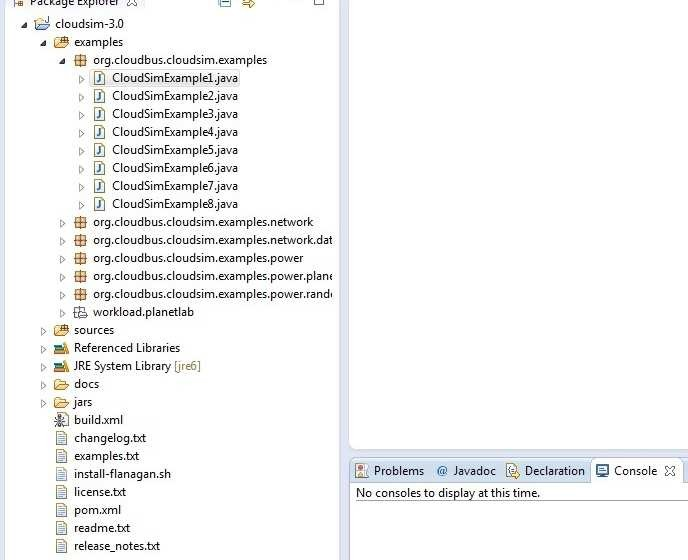 Package Explorer
cloudsim-3.0
examples
org.cloudbus.cloudsim.examples
CloudSimExample1.java
CloudSimExample2.java
CloudSimExample3.java
CloudSimExample4.java
CloudSimExample5.java
CloudSimExample6.java
CloudSimExample7.java
CloudSimExample8.java
org.cloudbus.cloudsim.examples.network
org.cloudbus.cloudsim.examples.network.dat
org.cloudbus.cloudsim.examples.power
org.cloudbus.cloudsim.examples.power.plane
org.cloudbus.cloudsim.examples.power.rando
workload.planetlab
sources
Referenced Libraries
JRE System Library [jre6]
docs
jars
build.xml
changelog.txt
examples.txt
install-flanagan.sh
license.txt
pom.xml
readme.txt
release_notes.txt
Problems @ Javadoc Declaration Console
No consoles to display at this time.